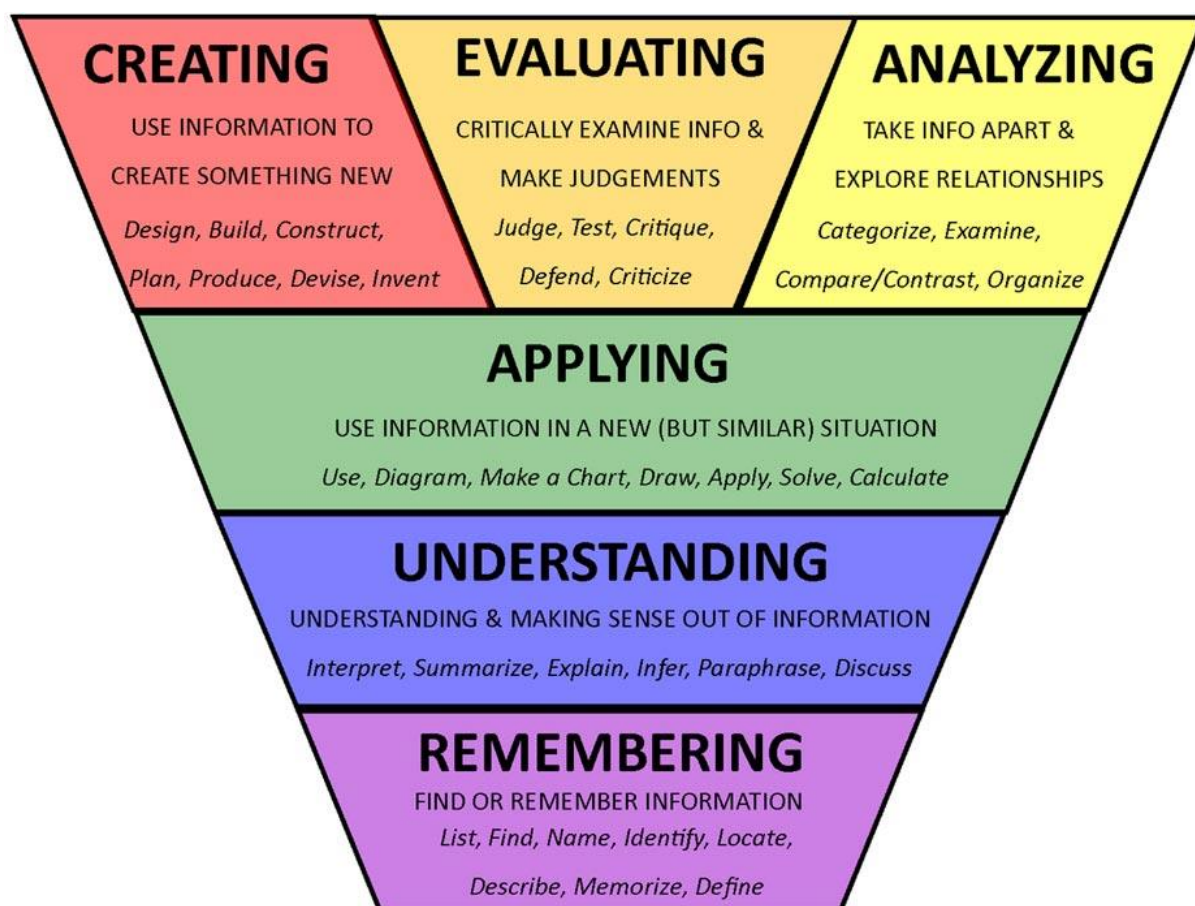 CREATING
USE INFORMATION TO
CREATE SOMETHING NEW
Design, Build, Construct,
Plan, Produce, Devise, Invent
EVALUATING
CRITICALLY EXAMINE INFO &
MAKE JUDGEMENTS
Judge, Test, Critique,
Defend, Criticize
ANALYZING
TAKE INFO APART &
EXPLORE RELATIONSHIPS
Categorize, Examine,
Compare/Contrast, Organize
APPLYING
USE INFORMATION IN A NEW (BUT SIMILAR) SITUATION
Use, Diagram, Make a Chart, Draw, Apply, Solve, Calculate
UNDERSTANDING
UNDERSTANDING & MAKING SENSE OUT OF INFORMATION
Interpret, Summarize, Explain, Infer, Paraphrase, Discuss
REMEMBERING
FIND OR REMEMBER INFORMATION
List, Find, Name, Identify, Locate,
Describe, Memorize, Define